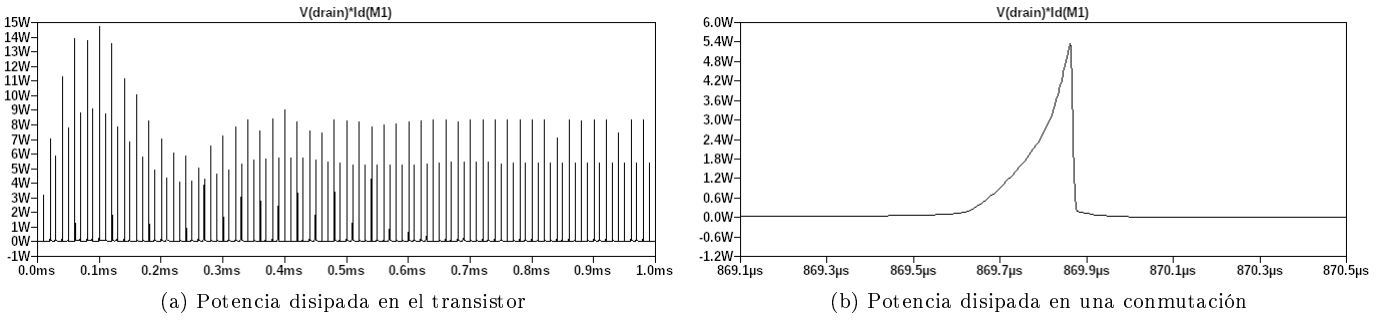 V(drain)*Id(M1)
15W
14W
13W
12W
11W
10W
9W
8W
7W
6W
5W
4W
3W
2W
1W
0W
-1W
0.0ms 0.1ms 0.2ms 0.3ms 0.4ms 0.5ms 0.6ms 0.7ms 0.8ms 0.9ms 1.0ms
(a) Potencia disipada en el transistor
V(drain)*Id(M1)
6.0W
5.4W
4.8W
4.2W
3.6W
3.0W
2.4W
1.8W
1.2W
0.6W
0.0W
-0.6W
-1.2W
869.1µs 869.3µs 869.5µs 869.7µs 869.9µs 870.1µs 870.3µs 870.5µs
(b) Potencia disipada en una conmutación